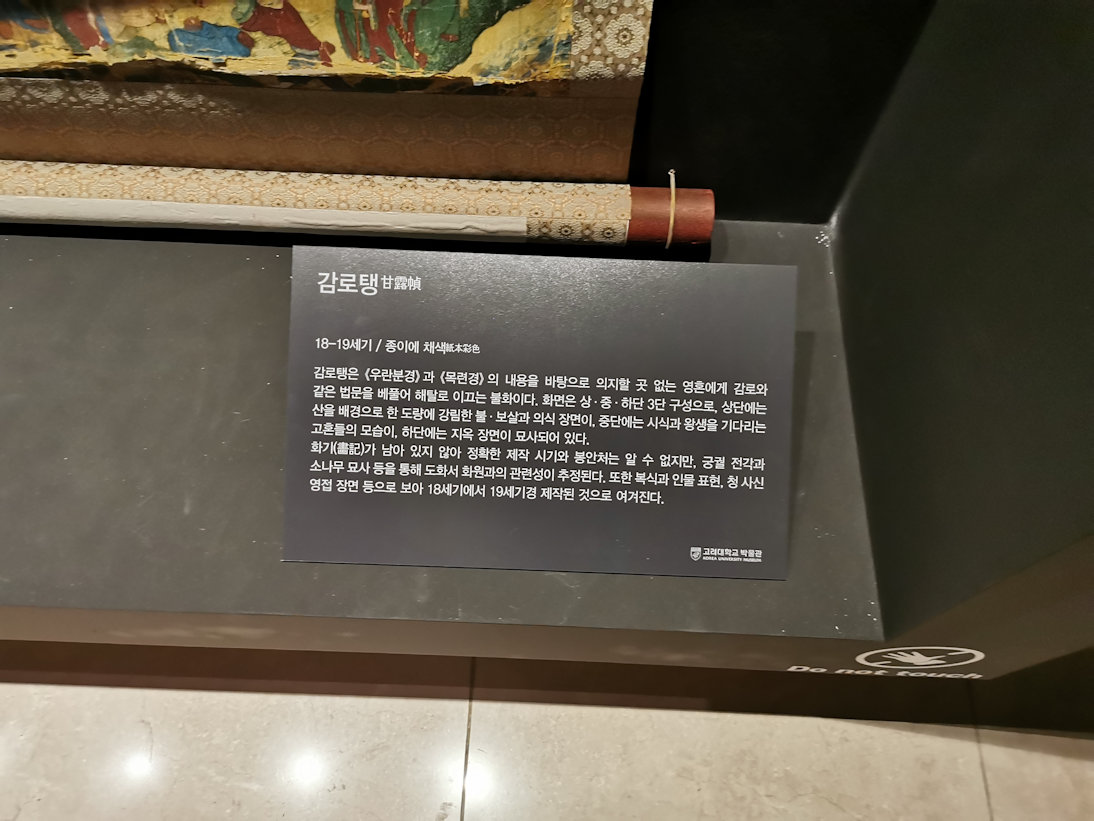 감로탱甘露幀
18-19세기 / 종이에 채색紙本彩色
감로탱은 《우란분경》과 《목련경》의 내용을 바탕으로 의지할 곳 없는 영혼에게 감로와
같은 법문을 베풀어 해탈로 이끄는 불화이다. 화면은 상·중·하단 3단 구성으로, 상단에는
산을 배경으로 한 도량에 강림한 불·보살과 의식 장면이, 중단에는 시식과 왕생을 기다리는
고혼들의 모습이, 하단에는 지옥 장면이 묘사되어 있다.
화기(畵記)가 남아 있지 않아 정확한 제작 시기와 봉안처는 알 수 없지만, 궁궐 전각과
소나무 묘사 등을 통해 도화서 화원과의 관련성이 추정된다. 또한 복식과 인물 표현, 청 사신
영접 장면 등으로 보아 18세기에서 19세기경 제작된 것으로 여겨진다.
고려대학교 박물관
KOREA UNIVERSITY MUSEUM
Do not touch